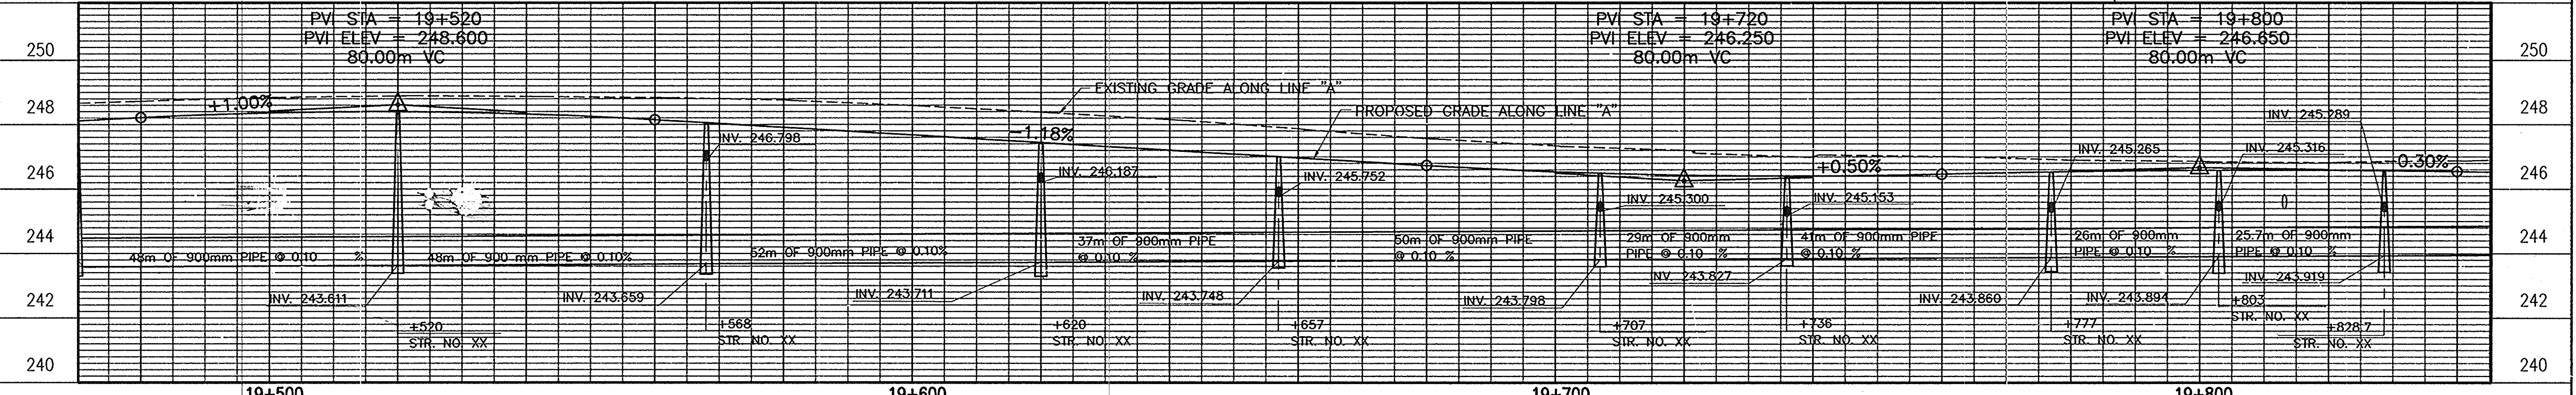 PVI STA = 19+520
PVI ELEV = 248.600
80.00m VC
PVI STA = 19+720
PVI ELEV = 246.250
80.00m VC
PVI STA = 19+800
PVI ELEV = 246.650
80.00m VC
250
250
248
248
246
246
244
244
242
242
240
240
+1.00%
EXISTING GRADE ALONG LINE "A"
PROPOSED GRADE ALONG LINE "A"
-1.18%
+0.50%
0.30%
INV. 246.798
INV. 246.187
INV. 245.752
INV. 245.300
INV. 245.153
INV. 245.265
INV. 245.316
INV. 245.289
48m OF 900mm PIPE @ 0.10 %
48m OF 900 mm PIPE @ 0.10%
52m OF 900mm PIPE @ 0.10%
37m OF 900mm PIPE
@ 0.10 %
50m OF 900mm PIPE
@ 0.10 %
29m OF 900mm
PIPE @ 0.10 %
41m OF 900mm PIPE
@ 0.10 %
26m OF 900mm
PIPE @ 0.10 %
25.7m OF 900mm
PIPE @ 0.10 %
INV. 243.611
INV. 243.659
INV. 243.711
INV. 243.748
INV. 243.798
INV 243.827
INV. 243.860
INV. 243.894
INV. 243.919
+520
STR. NO. XX
+568
STR. NO. XX
+620
STR. NO. XX
+657
STR. NO. XX
+707
STR. NO. XX
+736
STR. NO. XX
+777
STR. NO. XX
+803
STR. NO. XX
+828.7
STR. NO. XX
19+500
19+600
19+700
19+800